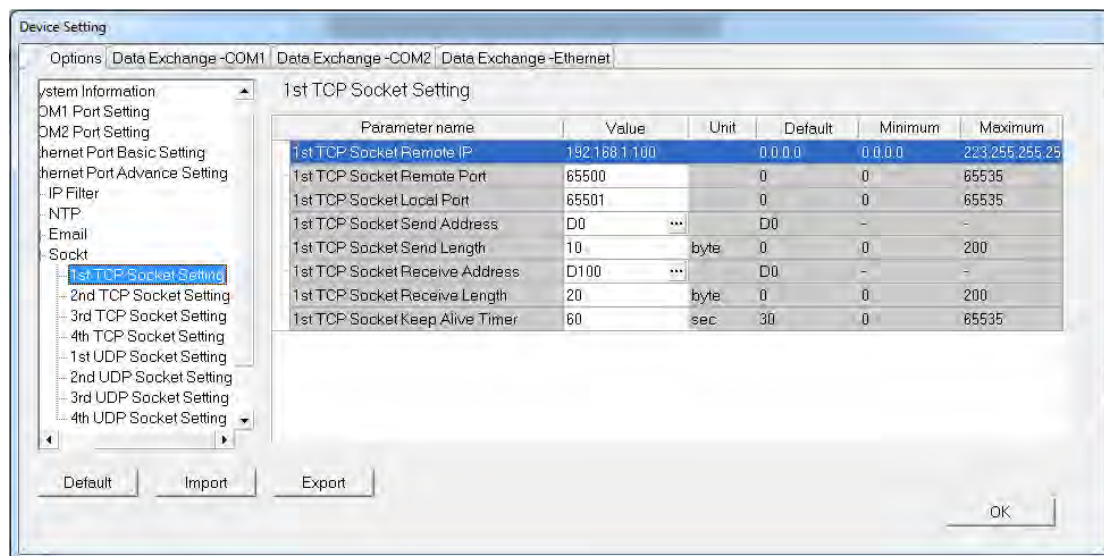 Device Setting
Options Data Exchange -COM1 Data Exchange -COM2 Data Exchange -Ethernet
ystem Information
OM1 Port Setting
OM2 Port Setting
hernet Port Basic Setting
hernet Port Advance Setting
IP Filter
NTP
Email
Sockt
1st TCP Socket Setting
2nd TCP Socket Setting
3rd TCP Socket Setting
4th TCP Socket Setting
1st UDP Socket Setting
2nd UDP Socket Setting
3rd UDP Socket Setting
4th UDP Socket Setting
1st TCP Socket Setting
Parameter name Value Unit Default Minimum Maximum
1st TCP Socket Remote IP 192.168.1.100 0.0.0.0 0.0.0.0 223.255.255.25
1st TCP Socket Remote Port 65500 0 0 65535
1st TCP Socket Local Port 65501 0 0 65535
1st TCP Socket Send Address D0 ... D0 - -
1st TCP Socket Send Length 10 byte 0 0 200
1st TCP Socket Receive Address D100 ... D0 - -
1st TCP Socket Receive Length 20 byte 0 0 200
1st TCP Socket Keep Alive Timer 60 sec 30 0 65535
Default Import Export
OK